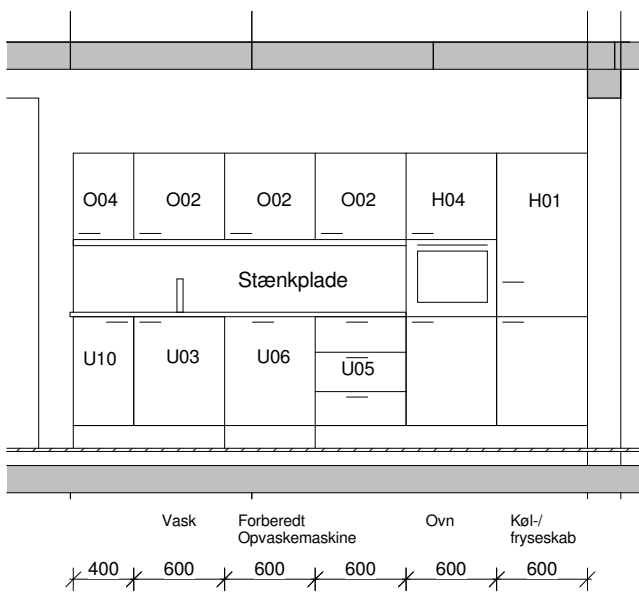 O04 O02 O02 O02 H04 H01
Stænkplade
U10 U03 U06 U05
Vask Forberedt Ovn Køl-/
Opvaskemaskine fryseskab
400 600 600 600 600 600